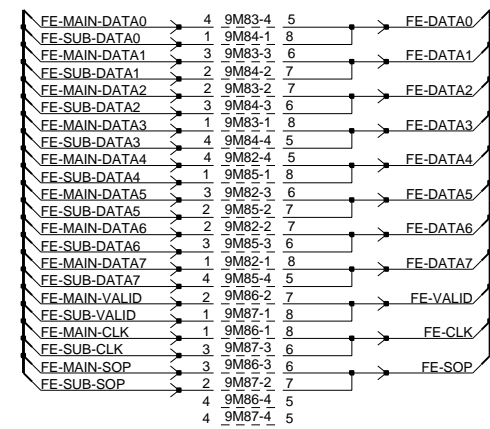 FE-MAIN-DATA0 4 9M83-4 5 FE-DATA0
FE-SUB-DATA0 1 9M84-1 8
FE-MAIN-DATA1 3 9M83-3 6 FE-DATA1
FE-SUB-DATA1 2 9M84-2 7
FE-MAIN-DATA2 2 9M83-2 7 FE-DATA2
FE-SUB-DATA2 3 9M84-3 6
FE-MAIN-DATA3 1 9M83-1 8 FE-DATA3
FE-SUB-DATA3 4 9M84-4 5
FE-MAIN-DATA4 4 9M82-4 5 FE-DATA4
FE-SUB-DATA4 1 9M85-1 8
FE-MAIN-DATA5 3 9M82-3 6 FE-DATA5
FE-SUB-DATA5 2 9M85-2 7
FE-MAIN-DATA6 2 9M82-2 7 FE-DATA6
FE-SUB-DATA6 3 9M85-3 6
FE-MAIN-DATA7 1 9M82-1 8 FE-DATA7
FE-SUB-DATA7 4 9M85-4 5
FE-MAIN-VALID 2 9M86-2 7 FE-VALID
FE-SUB-VALID 1 9M87-1 8
FE-MAIN-CLK 1 9M86-1 8 FE-CLK
FE-SUB-CLK 3 9M87-3 6
FE-MAIN-SOP 3 9M86-3 6 FE-SOP
FE-SUB-SOP 2 9M87-2 7
4 9M86-4 5
4 9M87-4 5